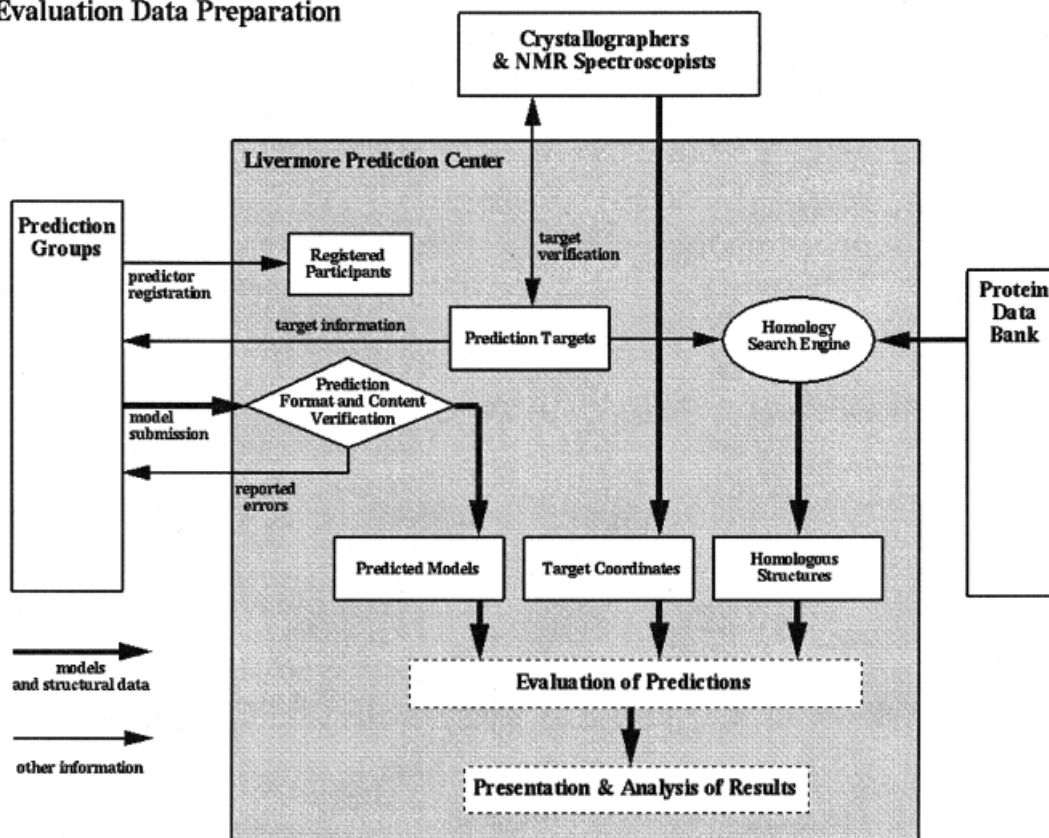 Evaluation Data Preparation
Crystallographers
& NMR Spectroscopists
Livermore Prediction Center
Prediction
Groups
predictor
registration
Registered
Participants
target
verification
target information
Prediction Targets
Homology
Search Engine
Protein
Data
Bank
Prediction
Format and Content
Verification
model
submission
reported
errors
Predicted Models
Target Coordinates
Homologous
Structures
models
and structural data
Evaluation of Predictions
other information
Presentation & Analysis of Results